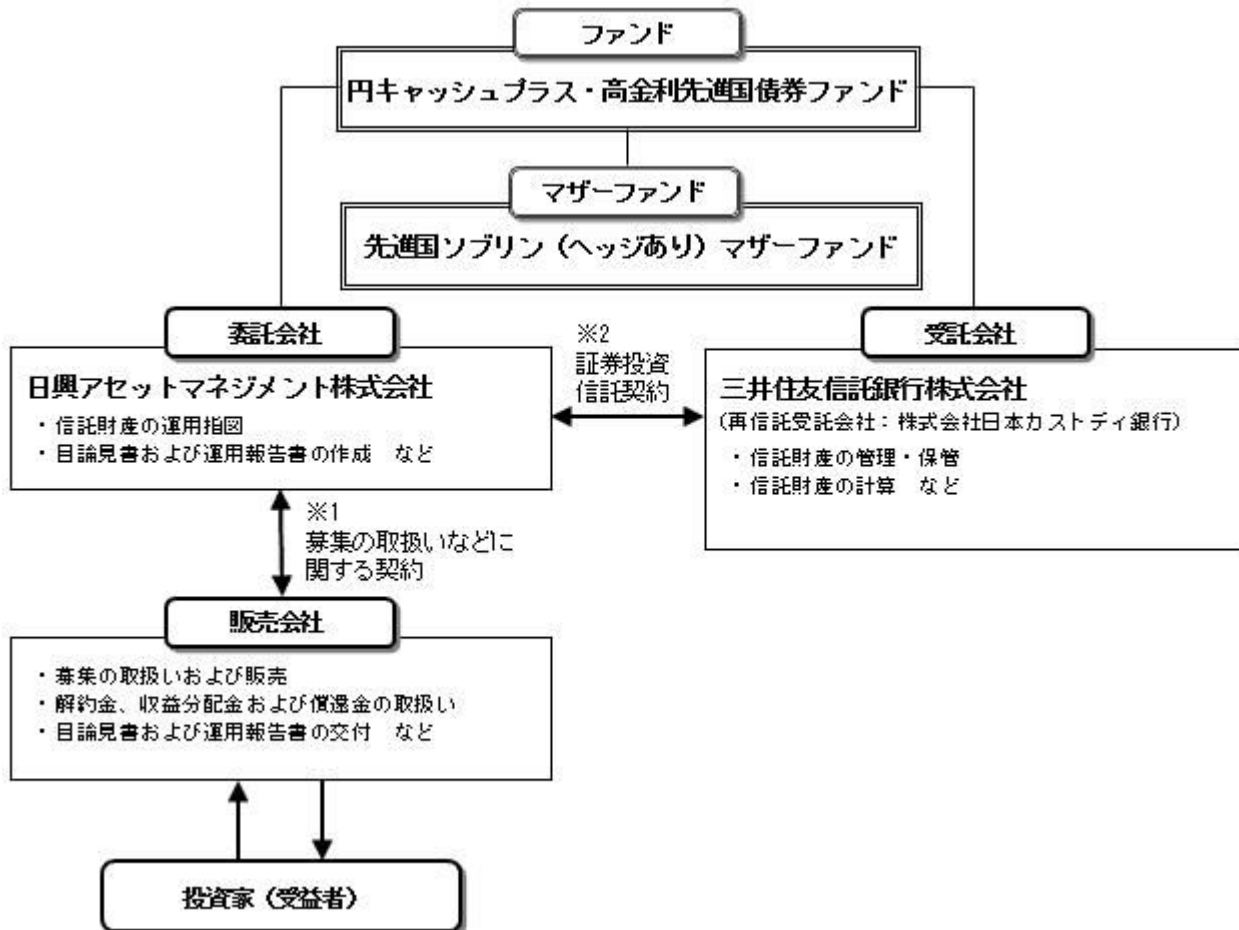 ファンド
円キャッシュプラス・高金利先進国債券ファンド
マザーファンド
先進国ソブリン（ヘッジあり）マザーファンド
委託会社
日興アセットマネジメント株式会社
・信託財産の運用指図
・目論見書および運用報告書の作成　など
※2
証券投資
信託契約
受託会社
三井住友信託銀行株式会社
(再信託受託会社：株式会社日本カストディ銀行)
・信託財産の管理・保管
・信託財産の計算　など
※1
募集の取扱いなどに
関する契約
販売会社
・募集の取扱いおよび販売
・解約金、収益分配金および償還金の取扱い
・目論見書および運用報告書の交付　など
投資家（受益者）